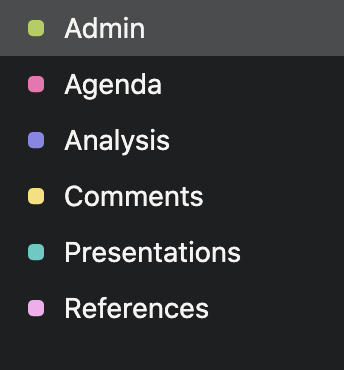 Admin
Agenda
Analysis
Comments
Presentations
References